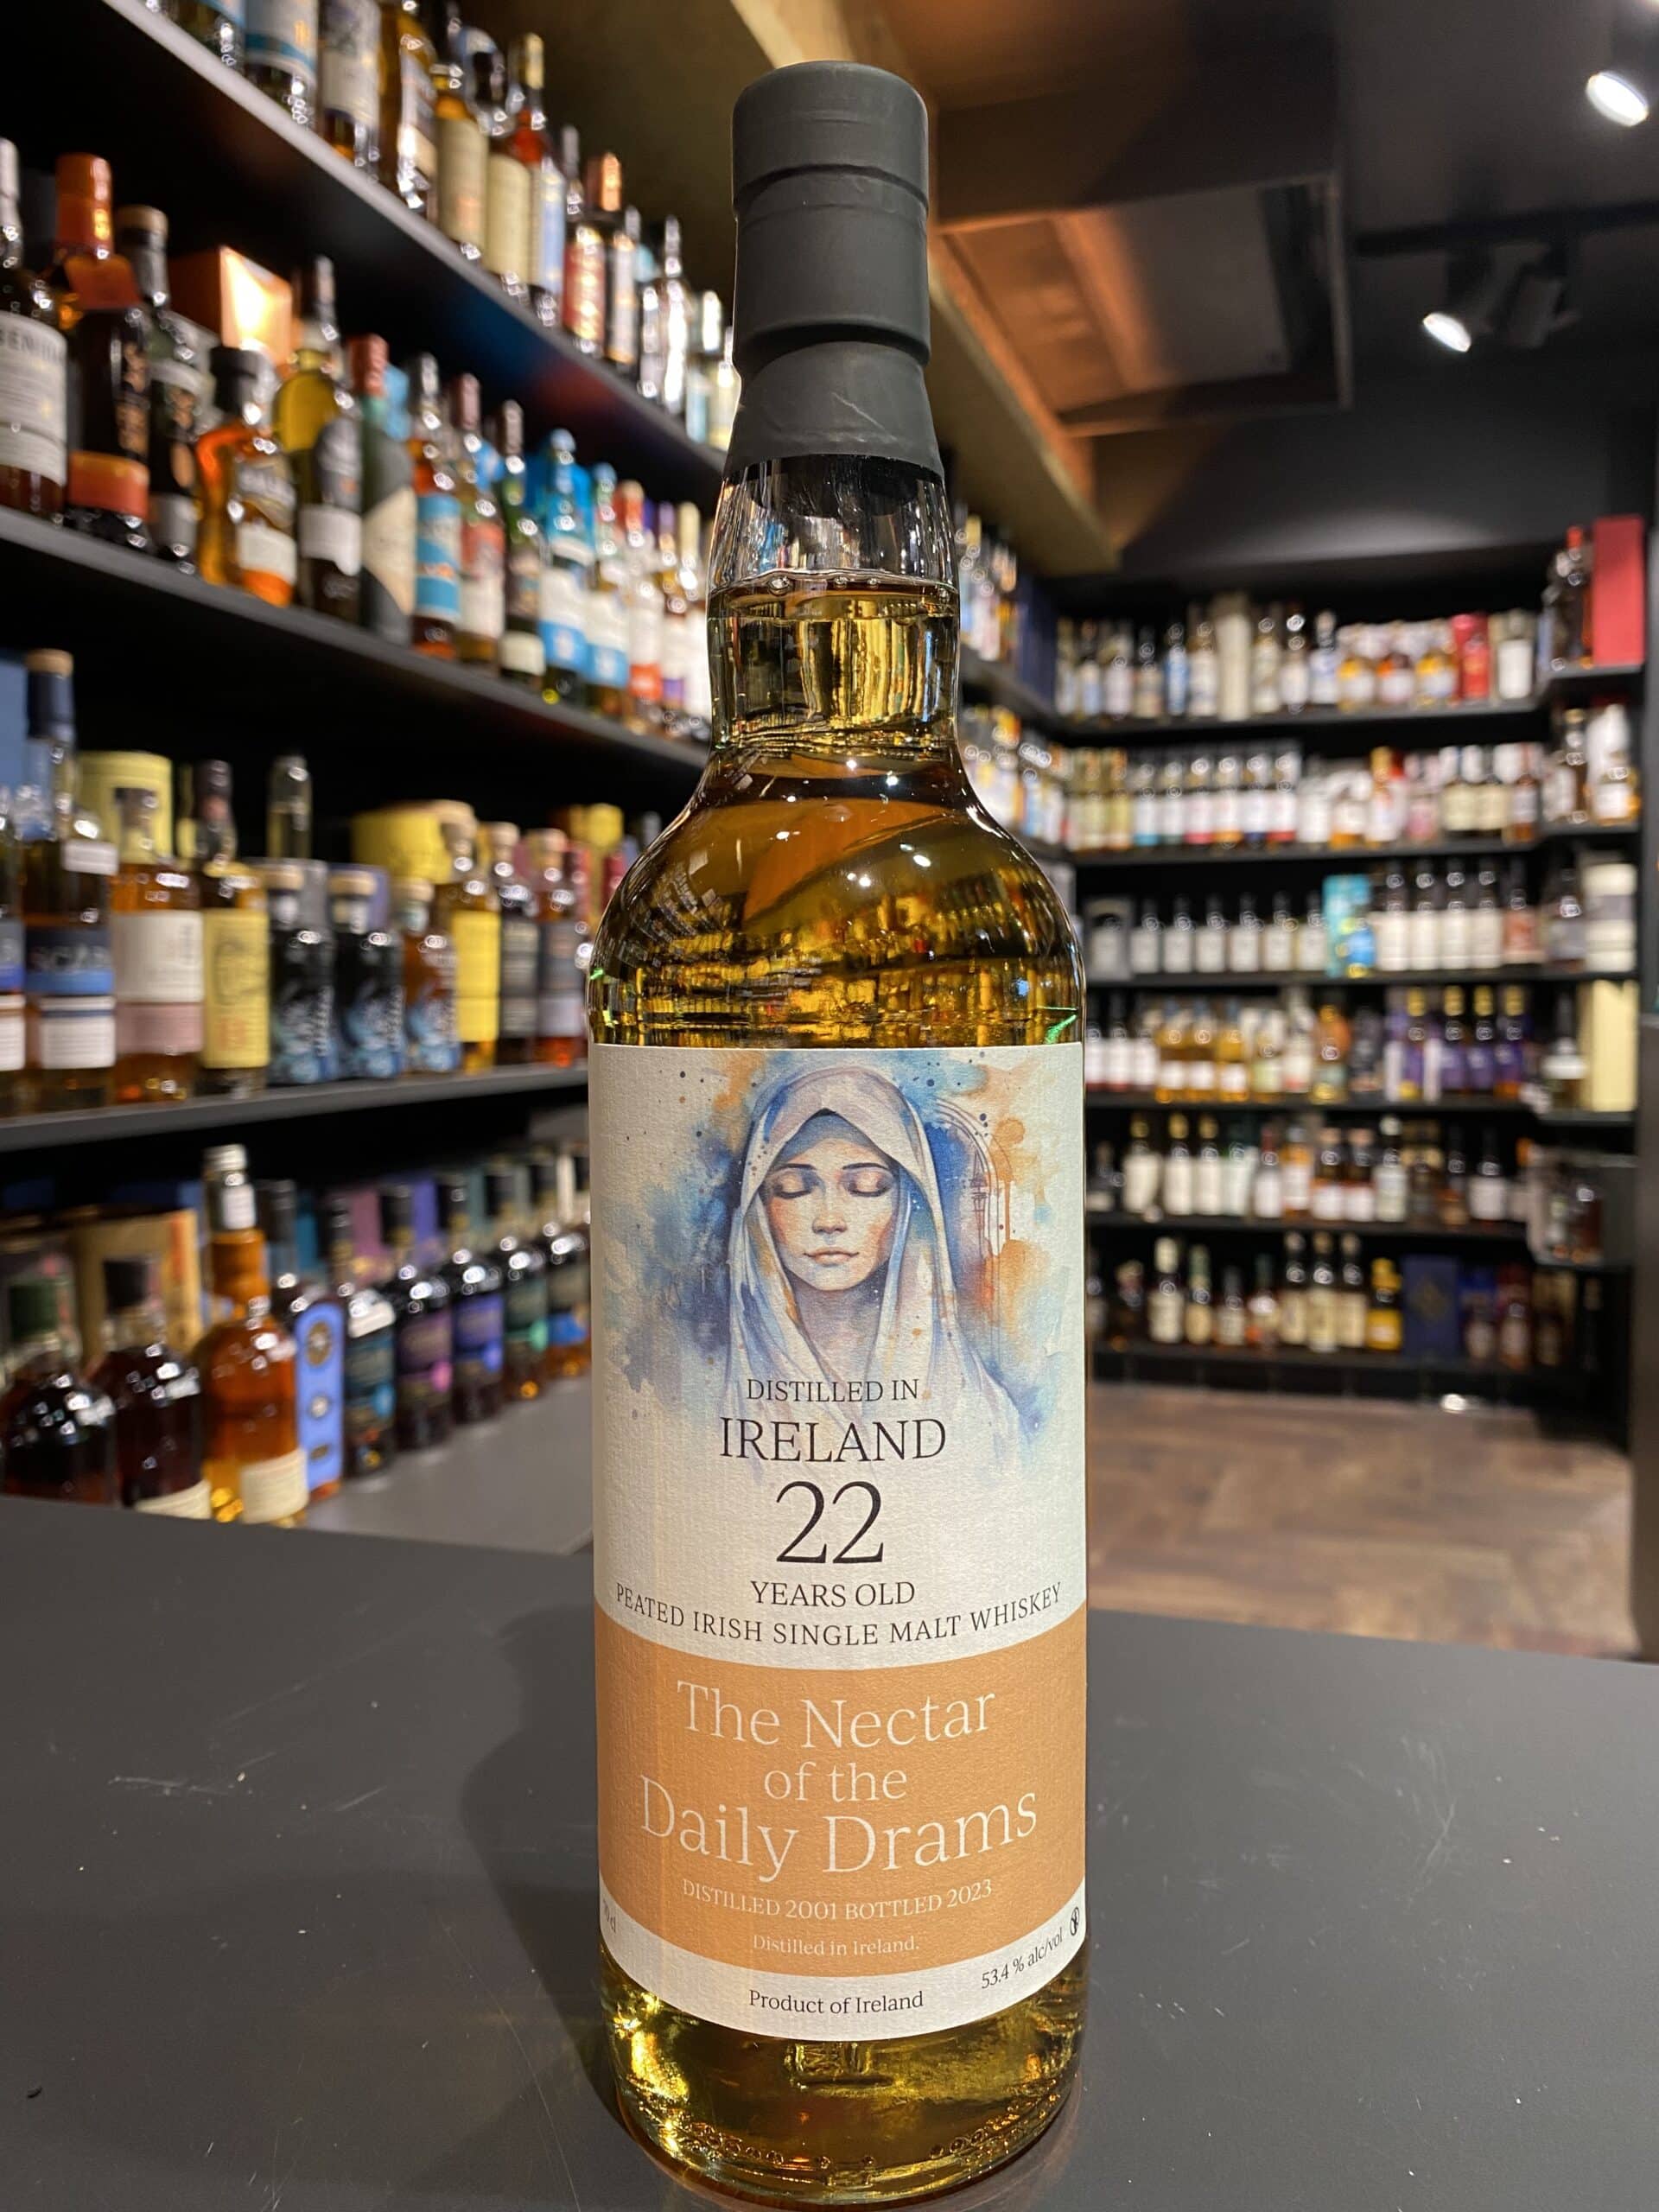 DISTILLED IN
IRELAND
22
YEARS OLD
PEATED IRISH SINGLE MALT WHISKEY
The Nectar
of the
Daily Drams
DISTILLED 2001 BOTTLED 2023
Distilled in Ireland.
53.4 % alc/vol
Product of Ireland